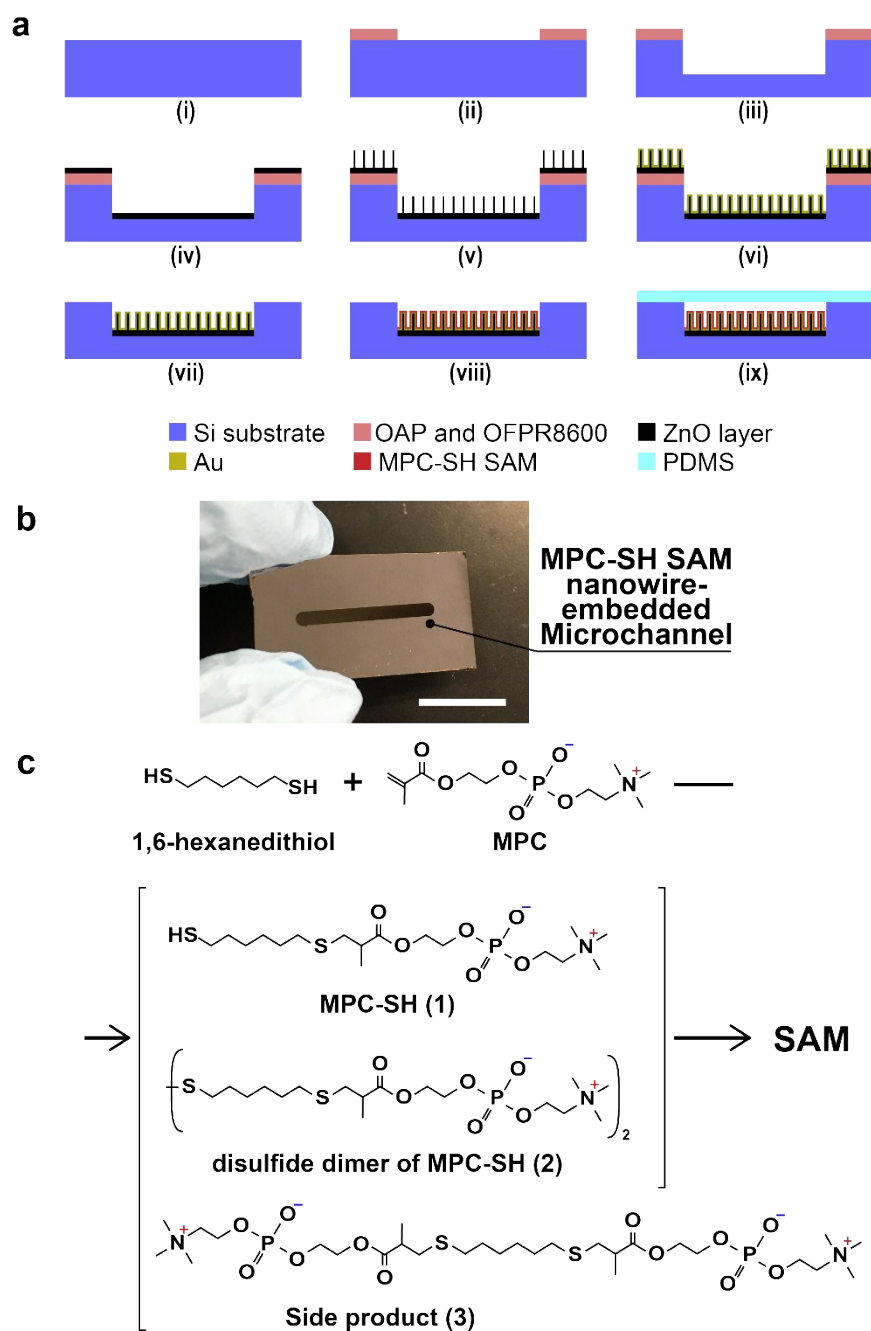 a
(i)
(ii)
(iii)
(iv)
(v)
(vi)
(vii)
(viii)
(ix)
Si substrate
OAP and OFPR8600
ZnO layer
Au
MPC-SH SAM
PDMS
b
MPC-SH SAM
nanowire-
embedded
Microchannel
c
HS
SH
+
O
O
O
P
O−
O
O
N+
1,6-hexanedithiol
MPC
HS
S
O
O
O
P
O−
O
O
N+
MPC-SH (1)
SAM
S
S
O
O
O
P
O−
O
O
N+
2
disulfide dimer of MPC-SH (2)
N+
O
P
O−
O
O
O
O
S
S
O
O
O
P
O−
O
O
N+
Side product (3)